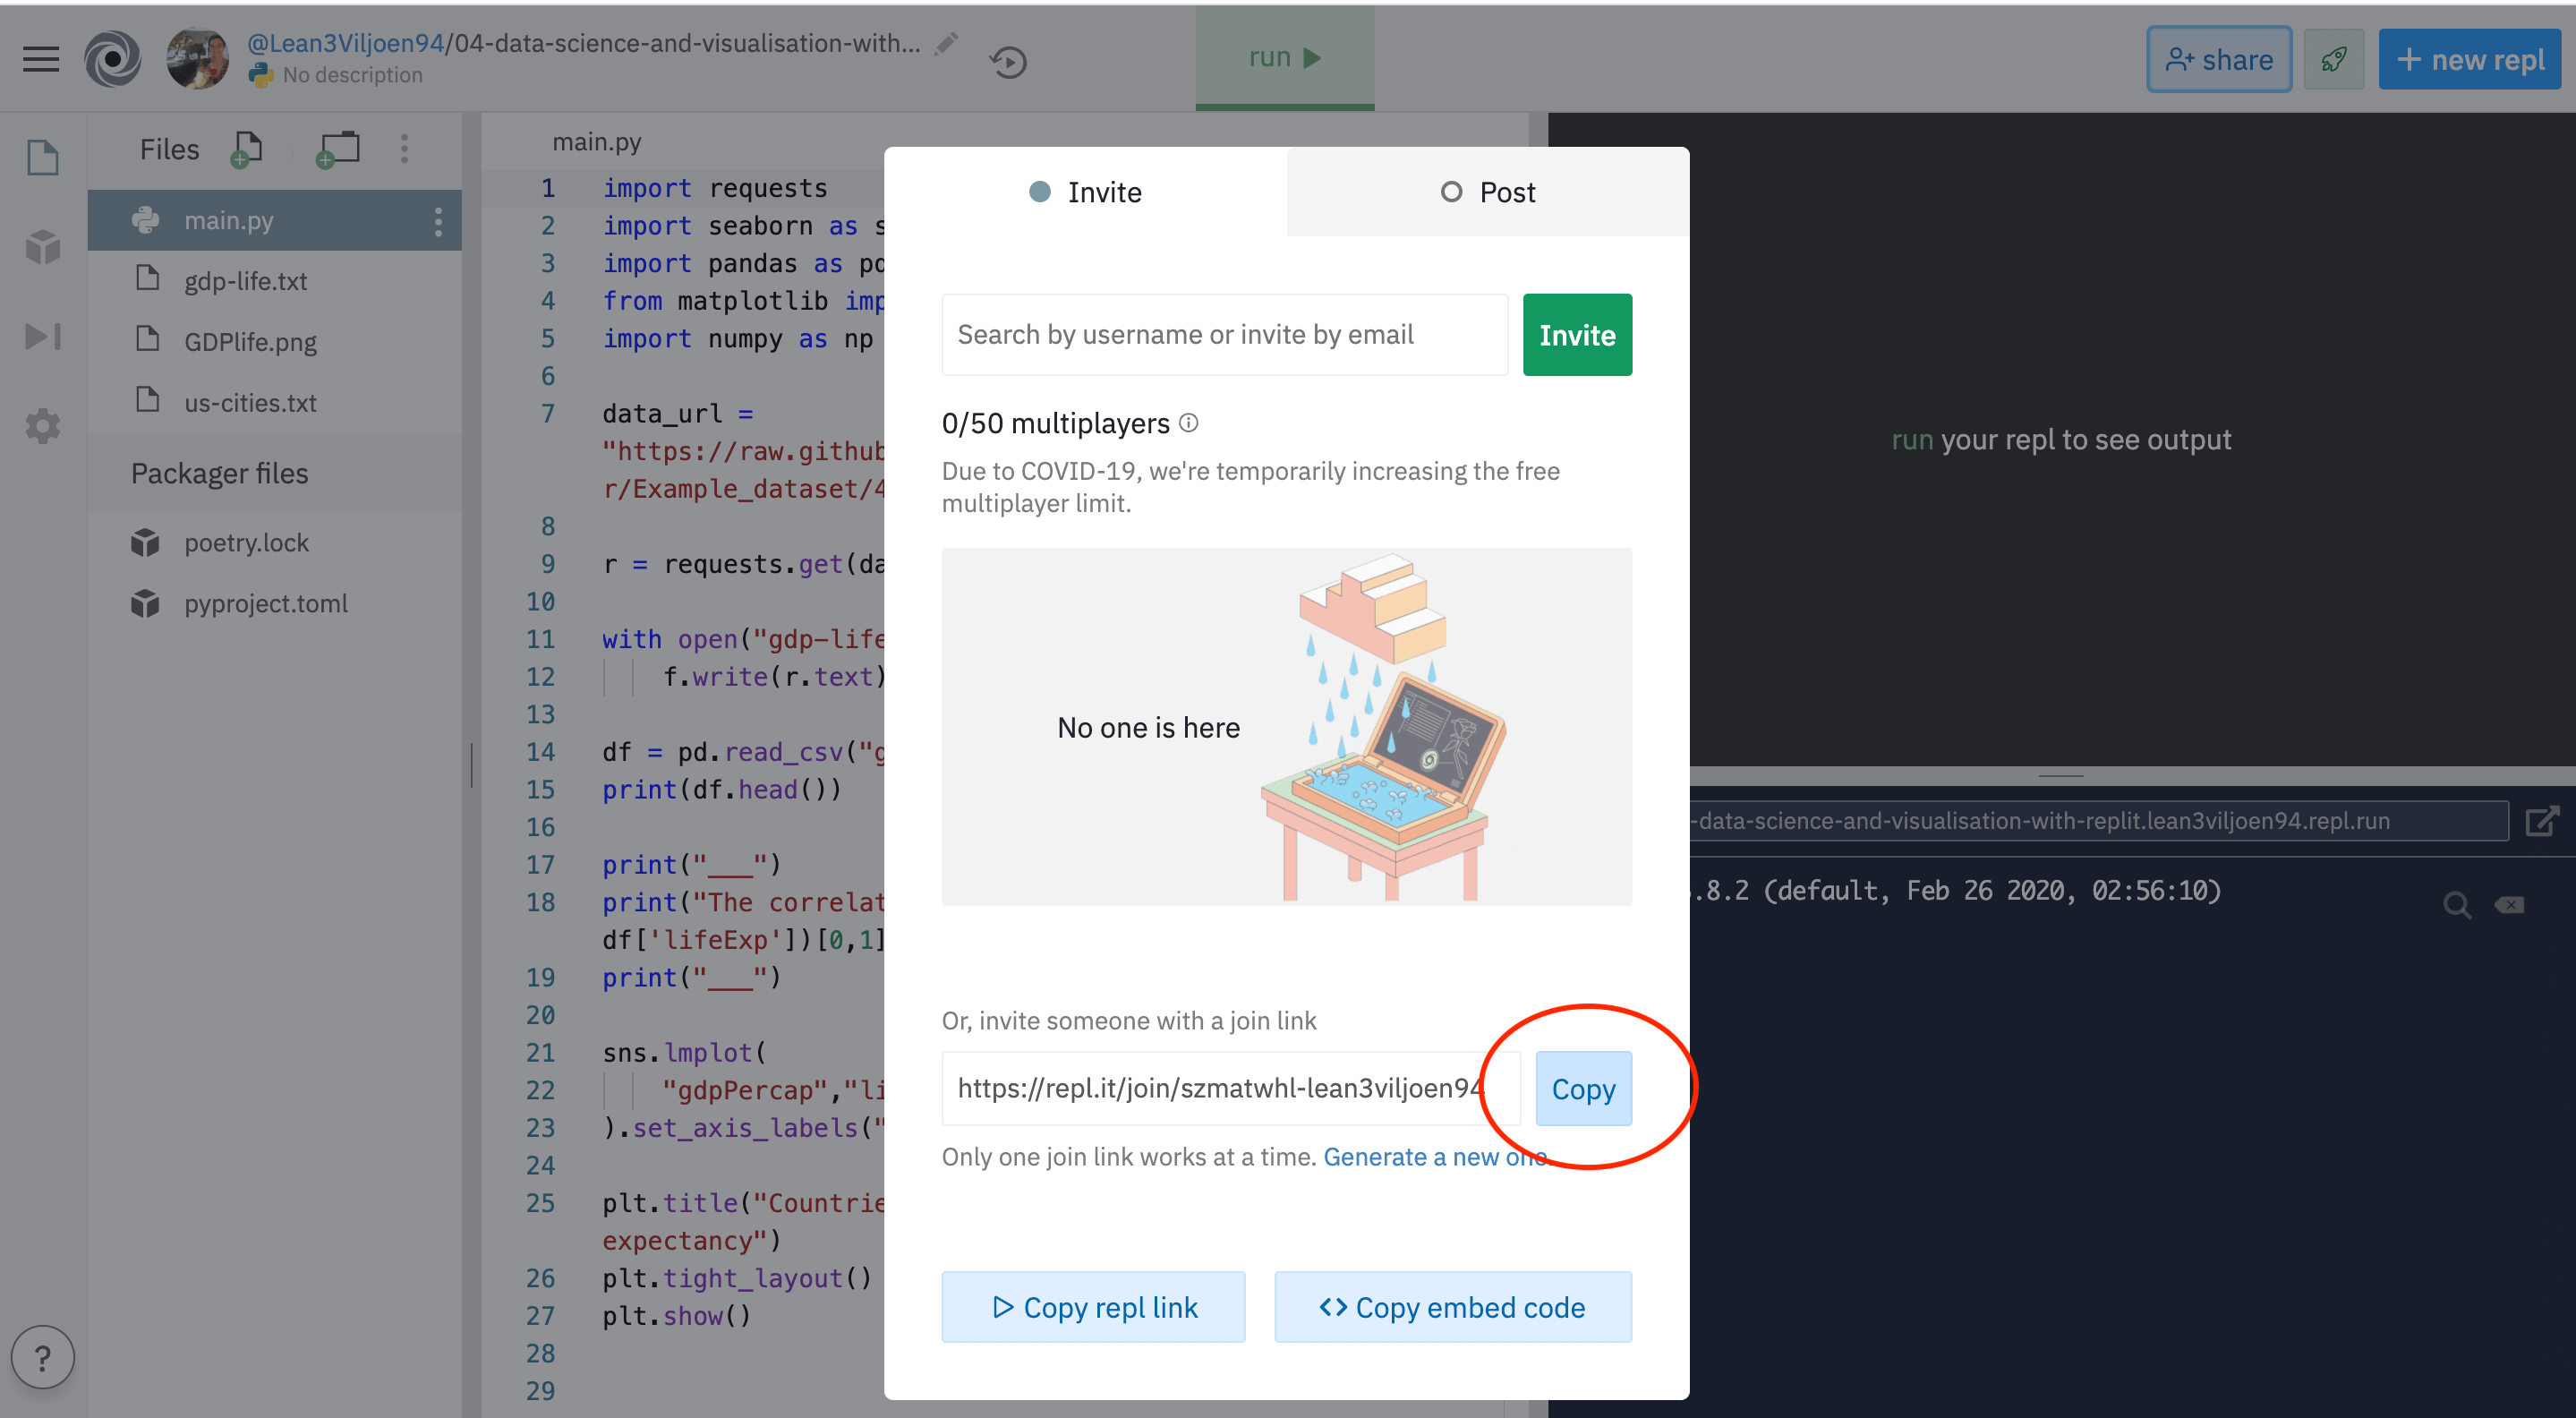 @Lean3Viljoen94/04-data-science-and-visualisation-with...
No description
run
share
+ new repl
Files
main.py
gdp-life.txt
GDPlife.png
us-cities.txt
Packager files
poetry.lock
pyproject.toml
?
main.py
1 import requests
2 import seaborn as s
3 import pandas as pd
4 from matplotlib imp
5 import numpy as np
6
7 data_url =
"https://raw.github
r/Example_dataset/4
8
9 r = requests.get(da
10
11 with open("gdp-life
12 f.write(r.text)
13
14 df = pd.read_csv("g
15 print(df.head())
16
17 print("___")
18 print("The correlat
df['lifeExp'])[0,1]
19 print("___")
20
21 sns.lmplot(
22 "gdpPercap","li
23 ).set_axis_labels("
24
25 plt.title("Countrie
expectancy")
26 plt.tight_layout()
27 plt.show()
28
29
Invite
Post
Search by username or invite by email
Invite
0/50 multiplayers
Due to COVID-19, we're temporarily increasing the free
multiplayer limit.
No one is here
Or, invite someone with a join link
https://repl.it/join/szmatwhl-lean3viljoen94
Copy
Only one join link works at a time. Generate a new one.
Copy repl link
<> Copy embed code
run your repl to see output
-data-science-and-visualisation-with-replit.lean3viljoen94.repl.run
.8.2 (default, Feb 26 2020, 02:56:10)